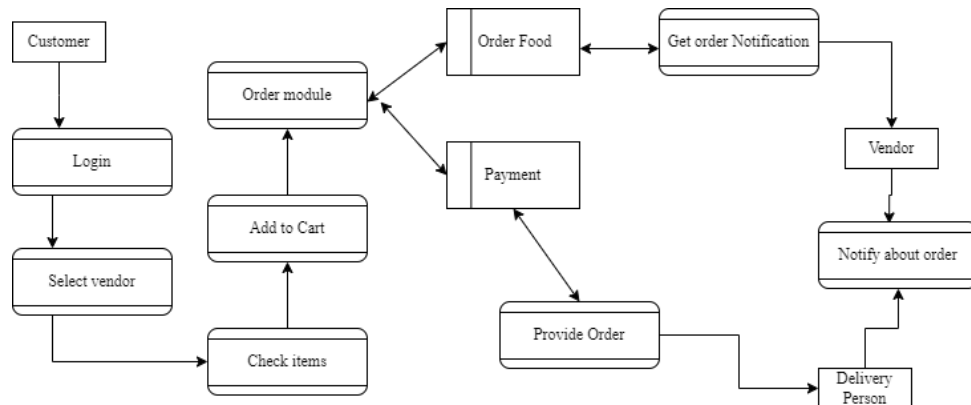 Customer
Login
Select vendor
Check items
Add to Cart
Order module
Order Food
Payment
Get order Notification
Vendor
Notify about order
Provide Order
Delivery
Person